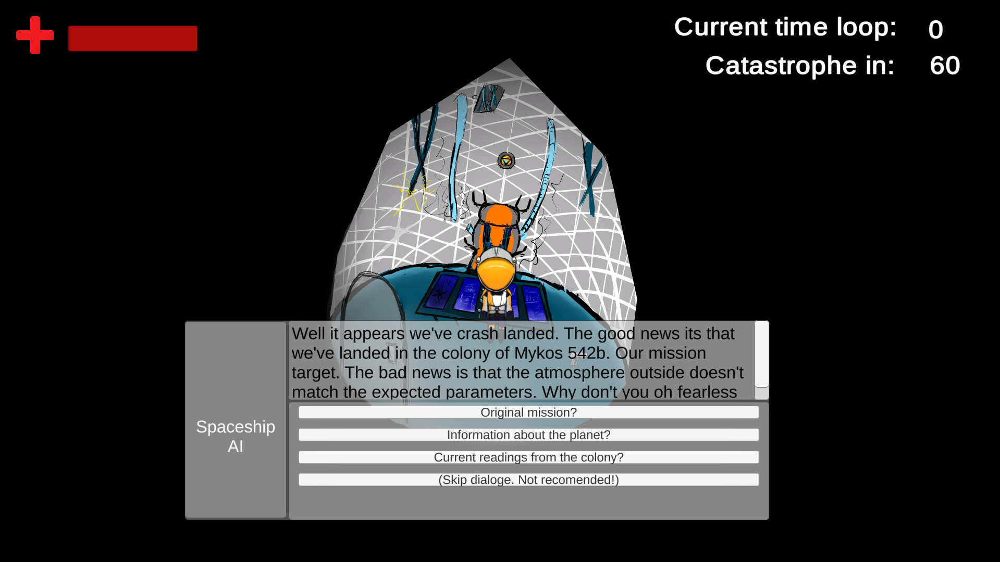 Current time loop: 0
Catastrophe in: 60
Well it appears we've crash landed. The good news its that
we've landed in the colony of Mykos 542b. Our mission
target. The bad news is that the atmosphere outside doesn't
match the expected parameters. Why don't you oh fearless
Spaceship
AI
Original mission?
Information about the planet?
Current readings from the colony?
(Skip dialoge. Not recomended!)